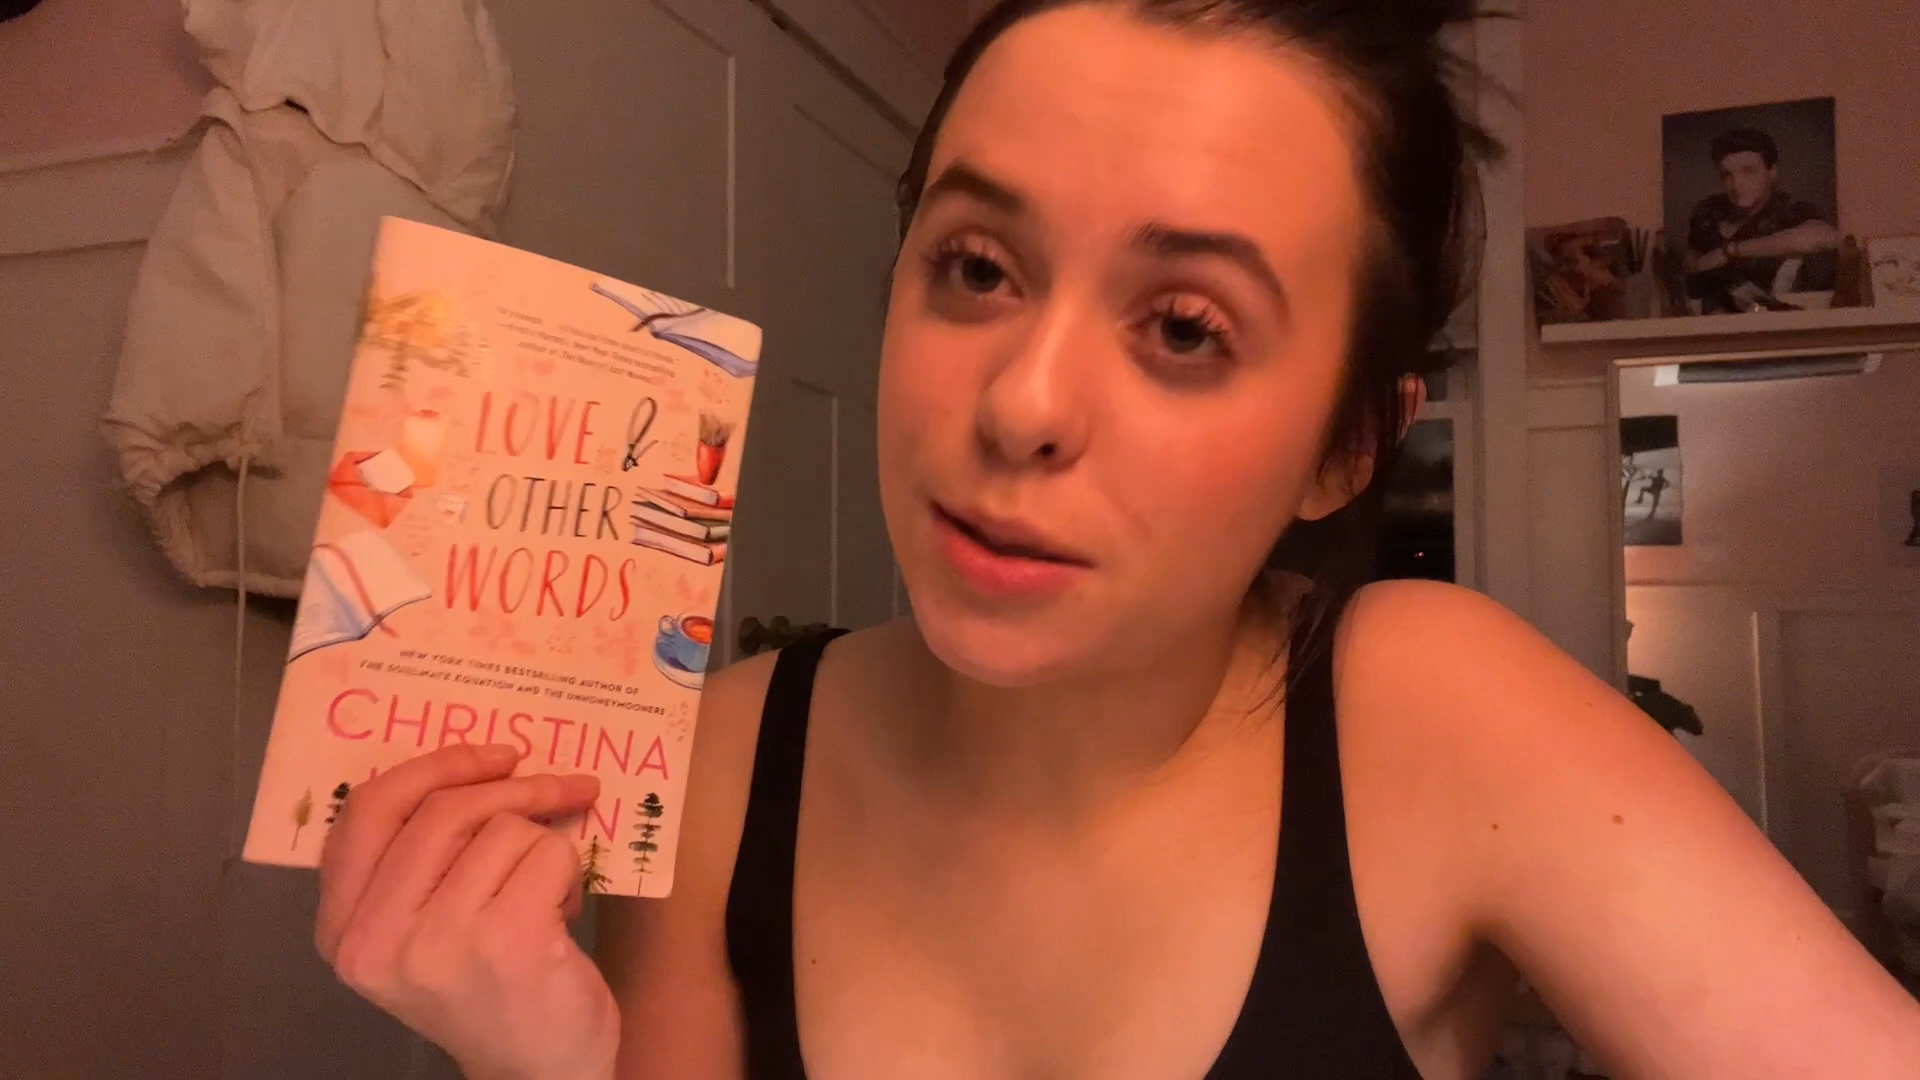 LOVE &
OTHER
WORDS
NEW YORK TIMES BESTSELLING AUTHOR OF
THE SOULMATE EQUATION AND THE UNHONEYMOONERS
CHRISTINA